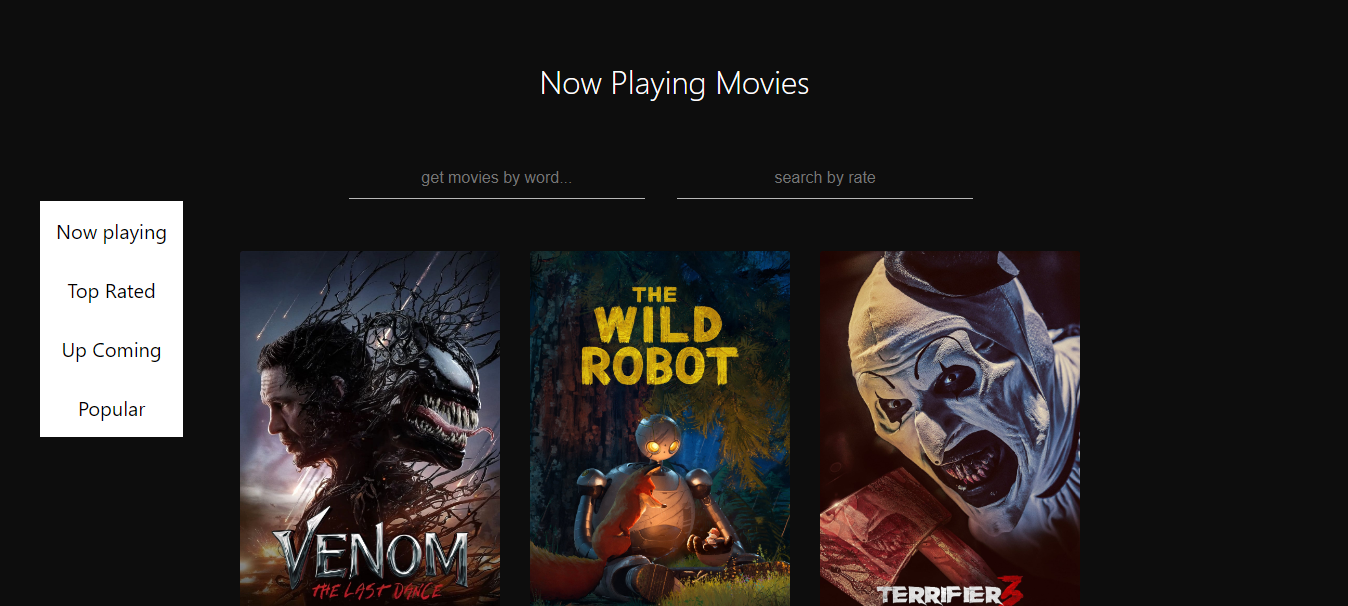 Now Playing Movies
get movies by word...
search by rate
Now playing
Top Rated
Up Coming
Popular
VENOM
THE LAST DANCE
THE
WILD
ROBOT
TERRIFIER 3